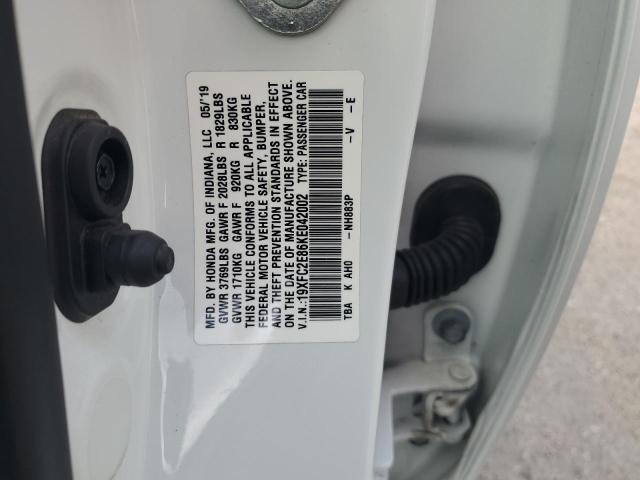 MFD. BY HONDA MFG. OF INDIANA, LLC 05/'19
GVWR 3769LBS GAWR F 2028LBS R 1829LBS
GVWR 1710KG GAWR F 920KG R 830KG
THIS VEHICLE CONFORMS TO ALL APPLICABLE
FEDERAL MOTOR VEHICLE SAFETY, BUMPER,
AND THEFT PREVENTION STANDARDS IN EFFECT
ON THE DATE OF MANUFACTURE SHOWN ABOVE.
V.I.N.:19XFC2E86KE042002 TYPE: PASSENGER CAR
TBA K AH0 -NH883P -V -E